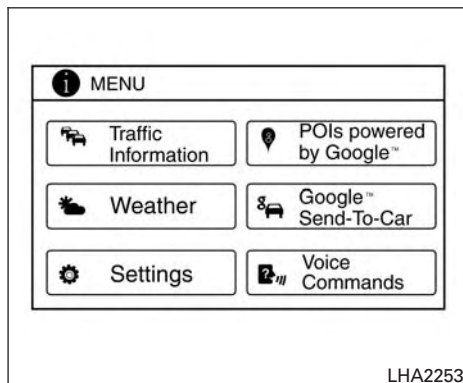 MENU
Traffic
Information
POIs powered
by Google™
Weather
Google™
Send-To-Car
Settings
Voice
Commands
LHA2253